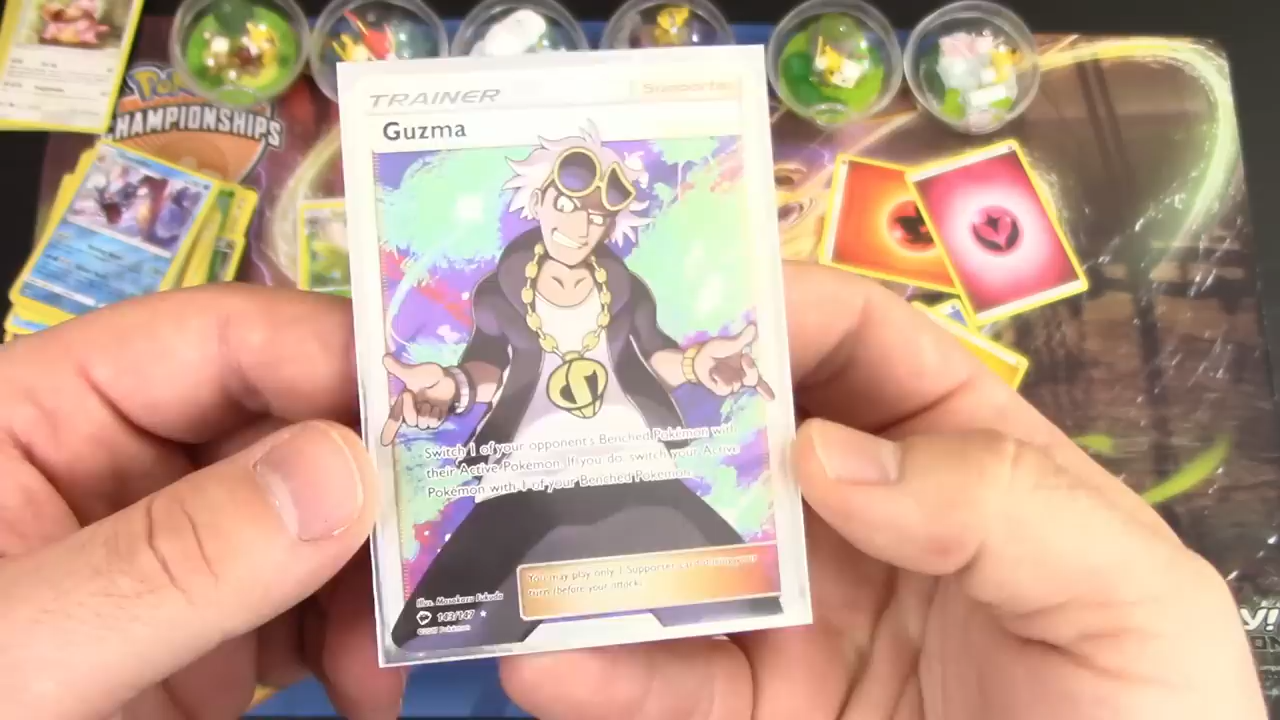 TRAINER
Supporter
Guzma
Switch 1 of your opponent's Benched Pokémon with
their Active Pokémon. If you do, switch your Active
Pokémon with 1 of your Benched Pokémon.
You may play only 1 Supporter card during your
turn (before your attack).
Illus. Masakazu Fukuda
143/147
©2017 Pokémon
CHAMPIONSHIPS